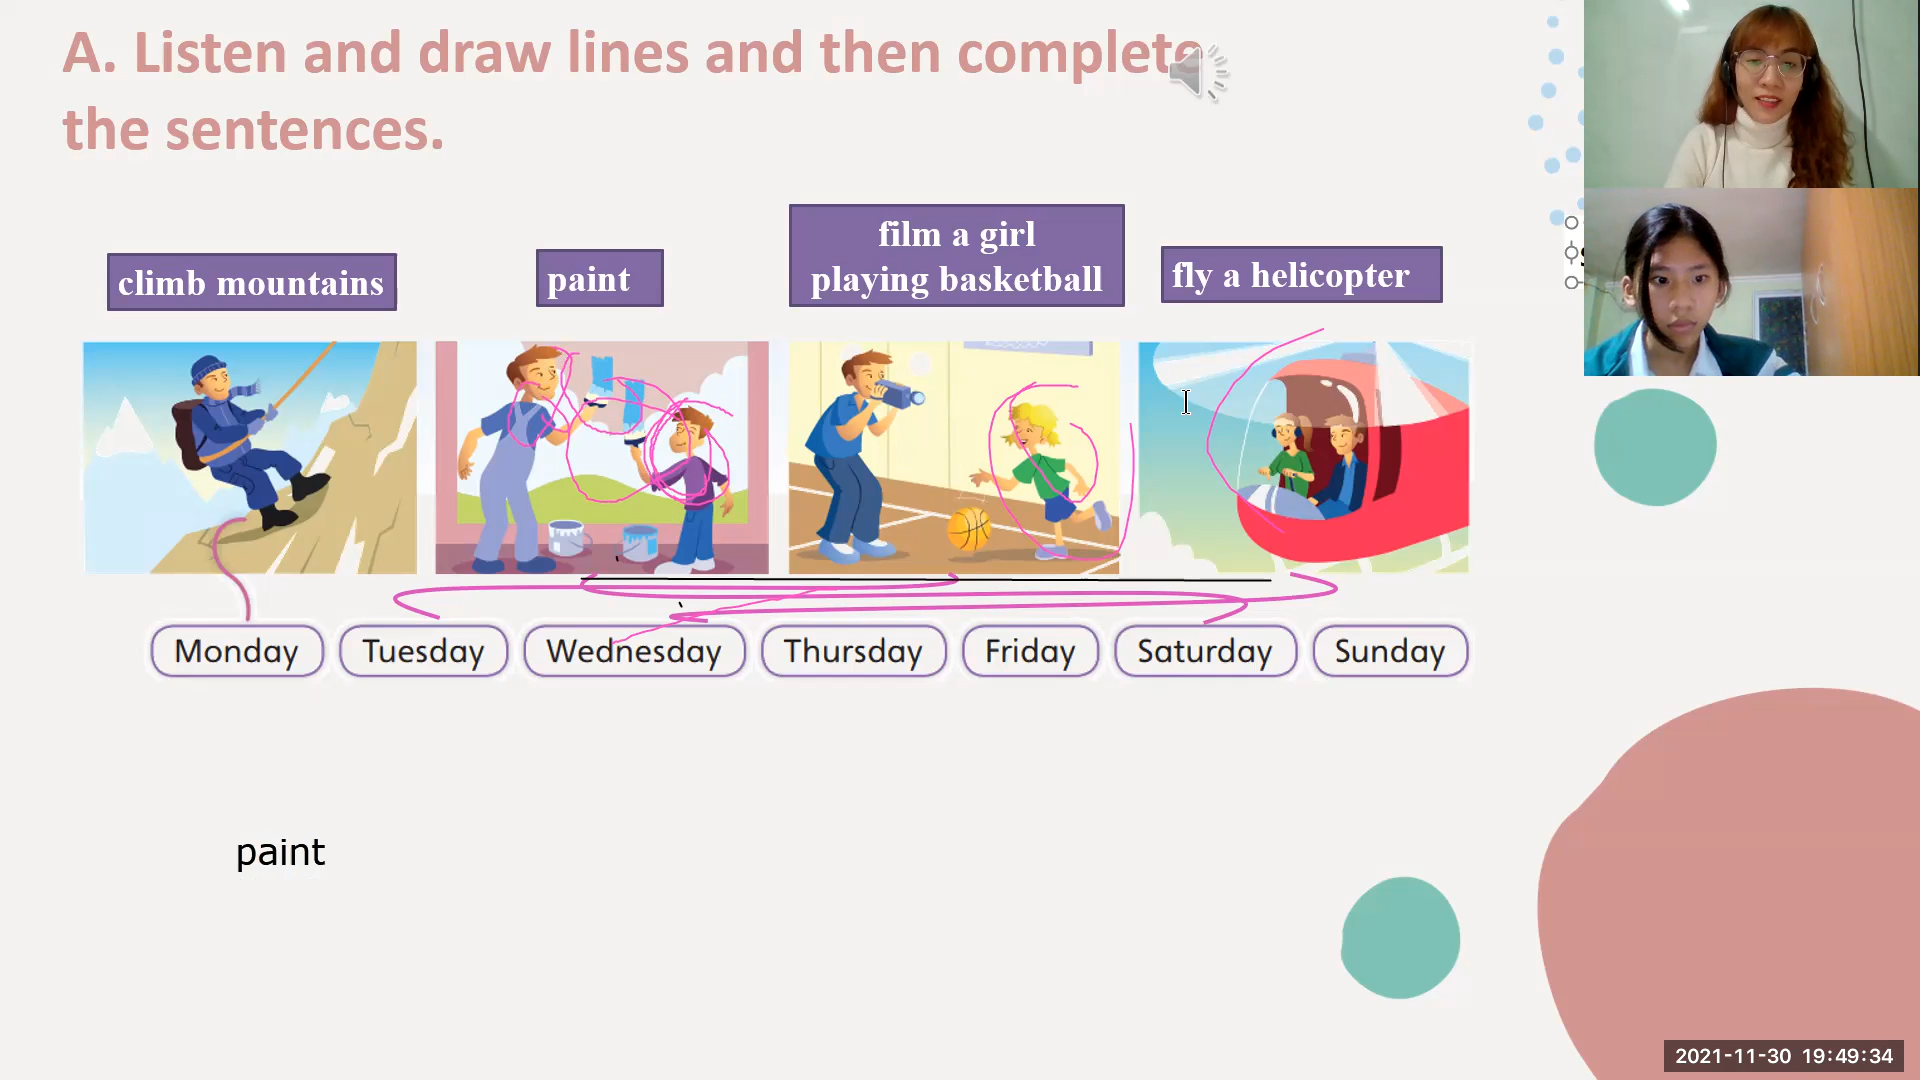 A. Listen and draw lines and then complete
the sentences.
climb mountains
paint
film a girl
playing basketball
fly a helicopter
Monday
Tuesday
Wednesday
Thursday
Friday
Saturday
Sunday
paint
2021-11-30 19:49:34